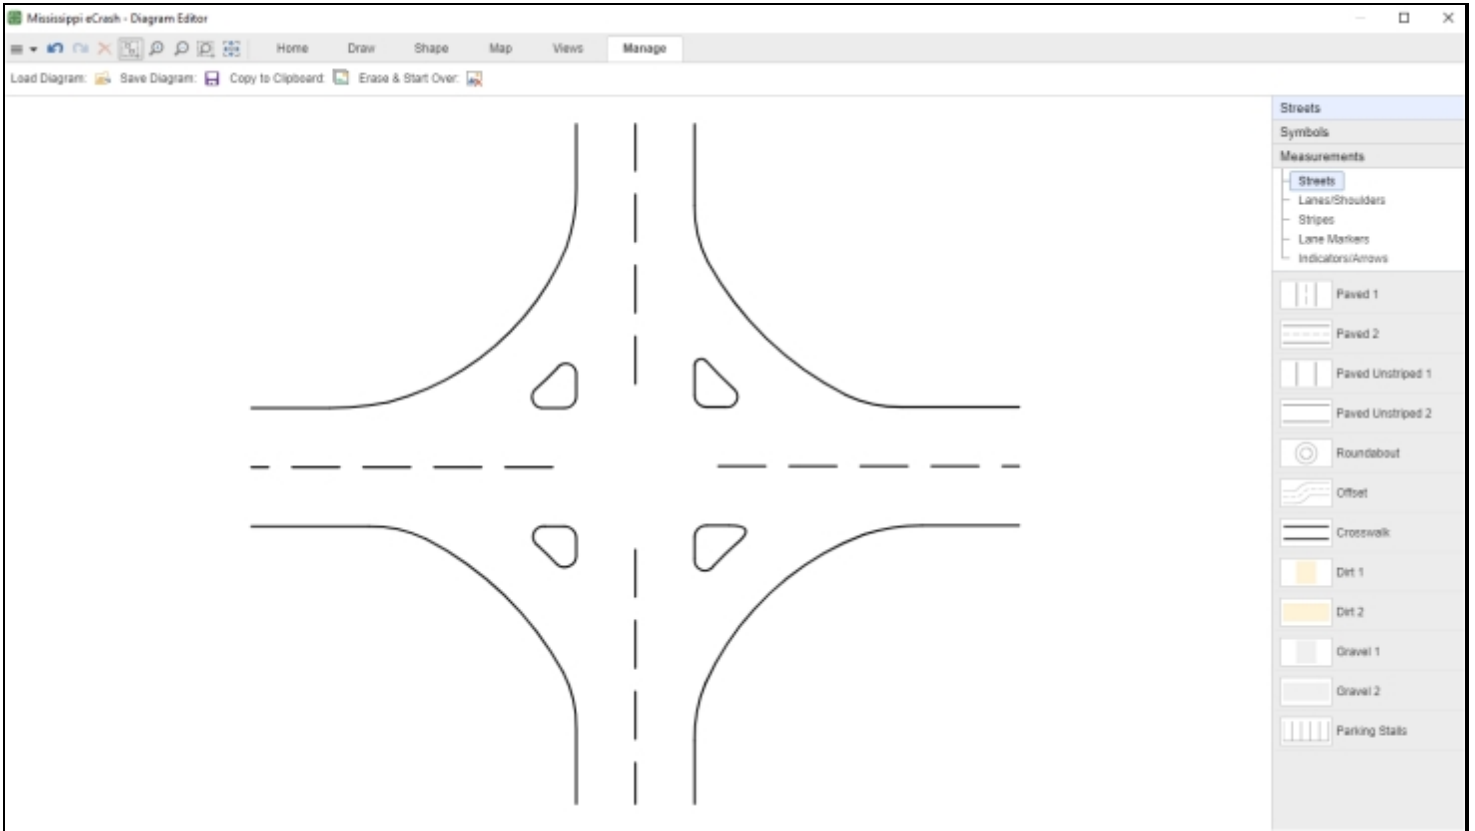 Mississippi eCrash - Diagram Editor
Home Draw Shape Map Views Manage
Load Diagram: Save Diagram: Copy to Clipboard: Erase & Start Over:
Streets
Symbols
Measurements
Streets
Lanes/Shoulders
Stripes
Lane Markers
Indicators/Arrows
Paved 1
Paved 2
Paved Unstriped 1
Paved Unstriped 2
Roundabout
Offset
Crosswalk
Dirt 1
Dirt 2
Gravel 1
Gravel 2
Parking Stalls